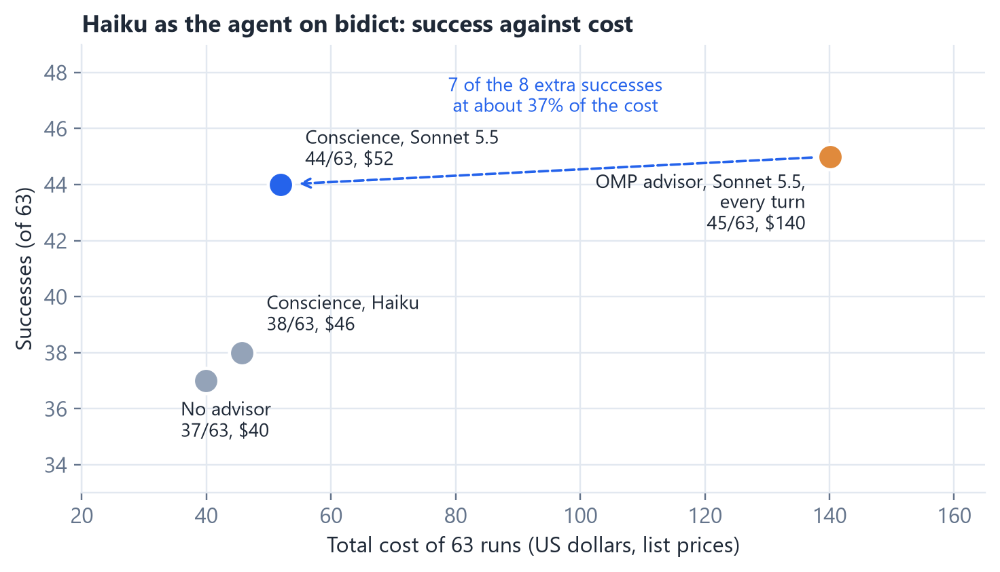 Haiku as the agent on bidict: success against cost
48
46
44
42
40
38
36
34
Successes (of 63)
7 of the 8 extra successes
at about 37% of the cost
Conscience, Sonnet 5.5
44/63, $52
OMP advisor, Sonnet 5.5,
every turn
45/63, $140
Conscience, Haiku
38/63, $46
No advisor
37/63, $40
20
40
60
80
100
120
140
160
Total cost of 63 runs (US dollars, list prices)